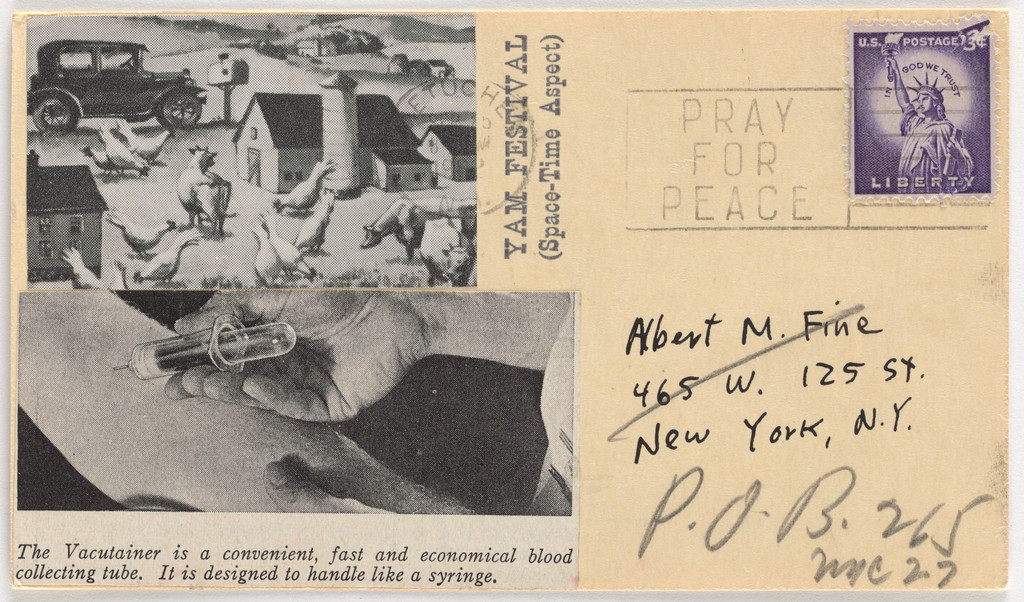 YAM FESTIVAL
(Space-Time Aspect)
PRAY
FOR
PEACE
U.S. POSTAGE 3¢
IN GOD WE TRUST
LIBERTY
Albert M. Fine
465 W. 125 St.
New York, N.Y.
P.O.B. 265
NYC 27
The Vacutainer is a convenient, fast and economical blood
collecting tube. It is designed to handle like a syringe.